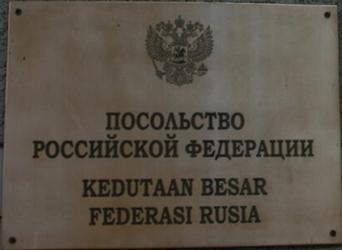 ПОСОЛЬСТВО
РОССИЙСКОЙ ФЕДЕРАЦИИ
KEDUTAAN BESAR
FEDERASI RUSIA